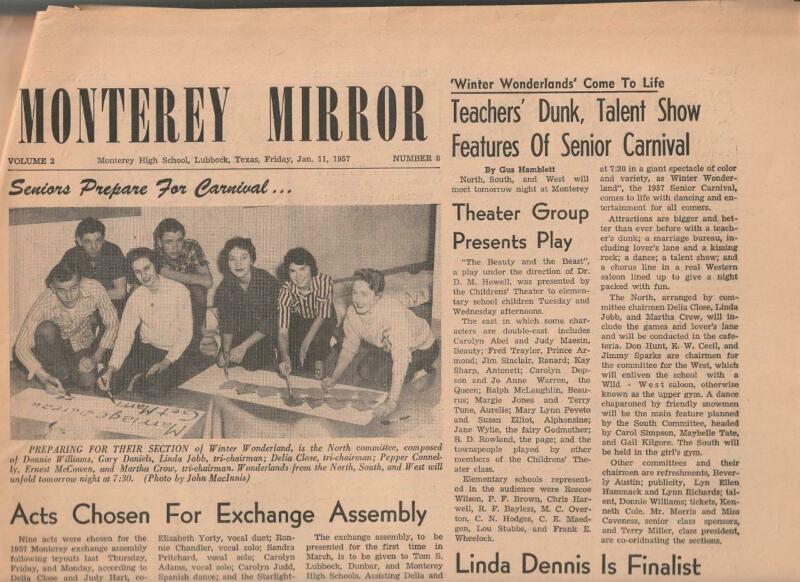 MONTEREY MIRROR
VOLUME 2 Monterey High School, Lubbock, Texas, Friday, Jan. 11, 1957 NUMBER 8
Seniors Prepare For Carnival...
Marriage Bureau
Get
PREPARING FOR THEIR SECTION of Winter Wonderland, is the North committee, composed
of Donnie Williams, Gary Daniels, Linda Jobb, tri-chairman; Delia Close, tri-chairman; Pepper Connel-
ly, Ernest McGowen, and Martha Crow, tri-chairman. Wonderlands from the North, South, and West will
unfold tomorrow night at 7:30. (Photo by John MacInnis)
Acts Chosen For Exchange Assembly
Nine acts were chosen for the
1957 Monterey exchange assembly
following tryouts last Thursday,
Friday, and Monday, according to
Delia Close and Judy Hart, co-
Elizabeth Yorty, vocal duet; Ron-
nie Chandler, vocal solo; Sandra
Pritchard, vocal solo; Carolyn
Adams, vocal solo; Carolyn Judd,
Spanish dance; and the Starlight-
The exchange assembly, to be
presented for the first time in
March, is to be given to Tom S.
Lubbock, Dunbar, and Monterey
High Schools. Assisting Delia and
'Winter Wonderlands' Come To Life
Teachers' Dunk, Talent Show
Features Of Senior Carnival
By Gus Hamblett
North, South, and West will
meet tomorrow night at Monterey
at 7:30 in a giant spectacle of color
and variety, as Winter Wonder-
land", the 1957 Senior Carnival,
comes to life with dancing and en-
tertainment for all comers.
Attractions are bigger and bet-
ter than ever before with a teach-
er's dunk; a marriage bureau, in-
cluding lover's lane and a kissing
rock; a dance; a talent show; and
a chorus line in a real Western
saloon lined up to give a night
packed with fun.
The North, arranged by com-
mittee chairmen Delia Close, Linda
Jobb, and Martha Crow, will in-
clude the games and lover's lane
and will be conducted in the cafe-
teria. Don Hunt, E. W. Cecil, and
Jimmy Sparks are chairmen for
the committee for the West, which
will enliven the school with a
Wild - West saloon, otherwise
known as the upper gym. A dance
chaparoned by friendly snowmen
will be the main feature planned
by the South Committee, headed
by Carol Simpson, Maybelle Tate,
and Gail Kilgore. The South will
be held in the girl's gym.
Other committees and their
chairmen are refreshments, Bever-
ly Austin; publicity, Lyn Ellen
Hammack and Lynn Richards; tal-
ent, Donnie Williams; tickets, Ken-
neth Cole. Mr. Morris and Miss
Caveness, senior class sponsors,
and Terry Miller, class president,
are co-oridnating the sections.
Theater Group
Presents Play
"The Beauty and the Beast",
a play under the direction of Dr.
D. M. Howell, was presented by
the Childrens' Theater to elemen-
tary school children Tuesday and
Wednesday afternoons.
The cast in which some char-
acters are double-cast includes
Carolyn Abel and Judy Maesin,
Beauty; Fred Traylor, Prince Ar-
mond; Jim Sinclair, Renard; Kay
Sharp, Antonett; Carolyn Dop-
son and Jo Anne Warren, the
Queen; Ralph McLaughlin, Beau-
rus; Margie Jones and Terry
Tune, Aurelie; Mary Lynn Peveto
and Susan Elliot, Alphonsine;
Jane Wylie, the fairy Godmother;
R. D. Rowland, the page; and the
townspeople played by other
members of the Childrens' The-
ater class.
Elementary schools represent-
ed in the audience were Roscoe
Wilson, P. F. Brown, Chris Har-
well, R. F. Bayless, M. C. Over-
ton, C. N. Hodges, C. E. Maed-
gen, Lou Stubbs, and Frank E.
Wheelock.
Linda Dennis Is Finalist